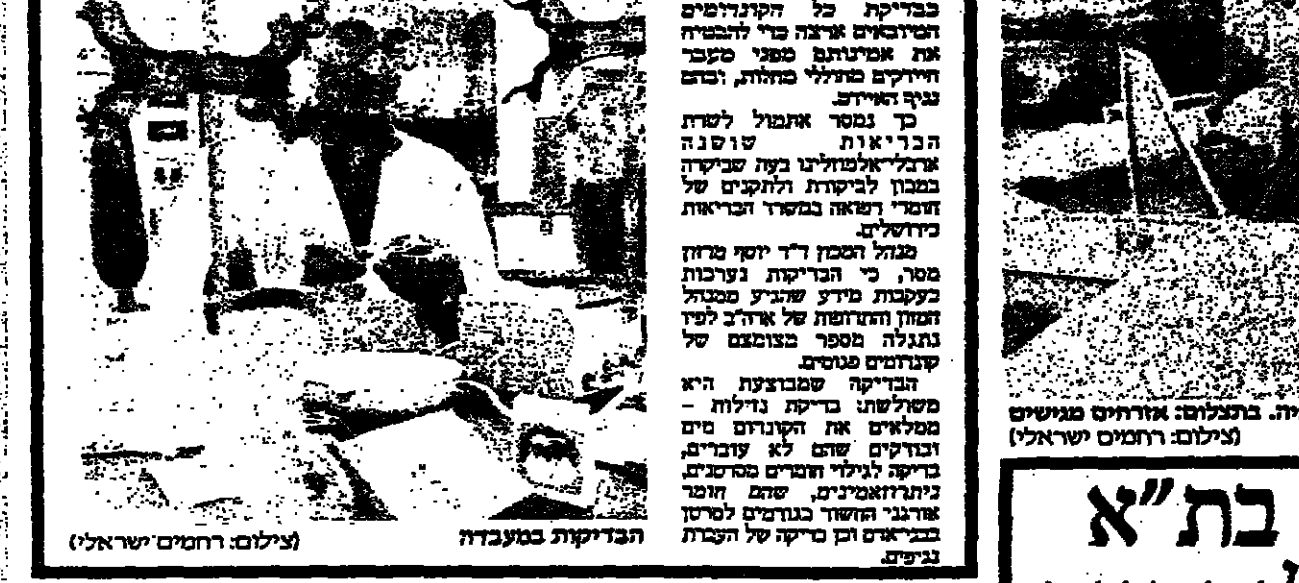 בבדיקת כל הקונדומים
המיובאים ארצה כדי להבטיח
את אמינותם מפני מעבר
חיידקים מחוללי מחלות, ובהם
נגיף האיידס.
כך נמסר אתמול לשרת
הבריאות שושנה
ארבלי־אלמוזלינו בעת שביקרה
במכון לביקורת ולתקנים של
חומרי רפואה במשרד הבריאות
בירושלים.
מנהל המכון ד"ר יוסף
מסר, כי הבדיקות נערכות
בעקבות מידע שהגיע ממנהל
המזון והתרופות של ארה"ב לפיו
נתגלה מספר מצומצם של
קונדומים פגומים.
הבדיקה שמבוצעת היא
משולשת: בדיקת נזילות –
ממלאים את הקונדום מים
ובודקים שהם לא עוברים,
בדיקה לגילוי חומרים מסרטנים,
ניתרוזאמינים, שהם חומר
אורגני החשוד כגורמים לסרטן
בבני־אדם וכן בדיקה של העברת
נגיפים.
הבדיקות במעבדה
(צילום: רחמים ישראלי)
יה. בתצלום: אזרחים מגישים
(צילום: רחמים ישראלי)
בת"א